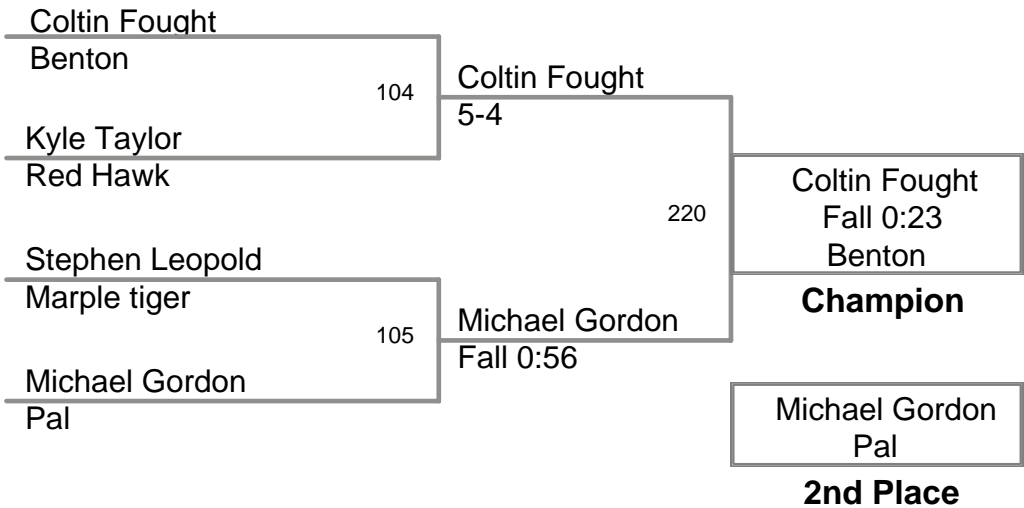 Coltin Fought
Benton
104
Kyle Taylor
Red Hawk
Stephen Leopold
Marple tiger
105
Michael Gordon
Pal
Coltin Fought
5-4
220
Michael Gordon
Fall 0:56
Coltin Fought
Fall 0:23
Benton
Champion
Michael Gordon
Pal
2nd Place